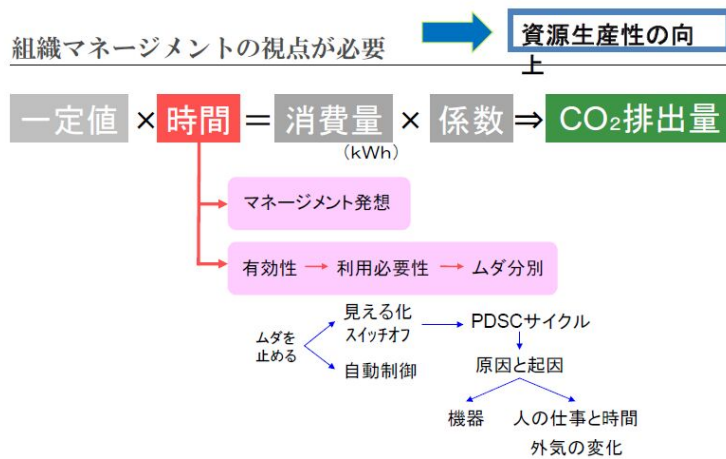 組織マネージメントの視点が必要
資源生産性の向
上
一定値 × 時間 = 消費量 × 係数 ⇒ CO₂排出量
(kWh)
マネージメント発想
有効性 → 利用必要性 → ムダ分別
ムダを
止める
見える化
スイッチオフ
自動制御
PDSCサイクル
原因と起因
機器
人の仕事と時間
外気の変化